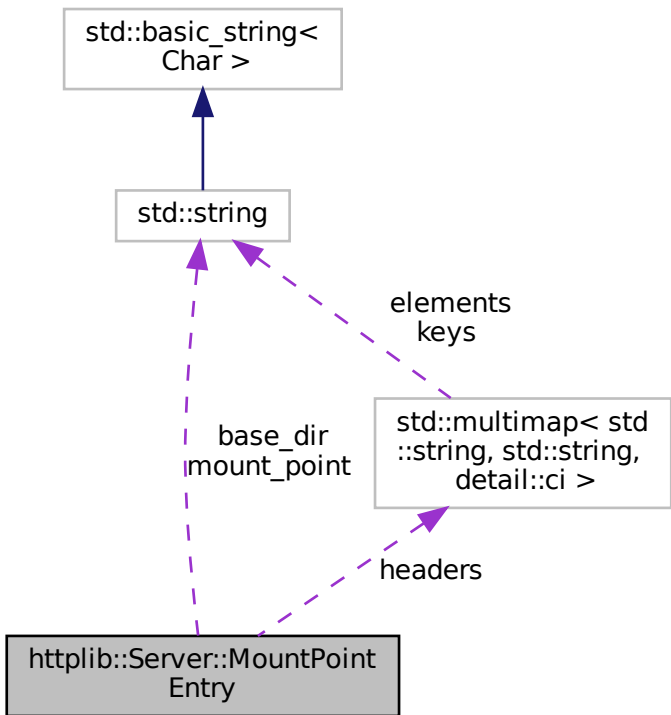 std::basic_string<
Char >
std::string
elements
keys
std::multimap< std
::string, std::string,
detail::ci >
base_dir
mount_point
headers
httplib::Server::MountPoint
Entry